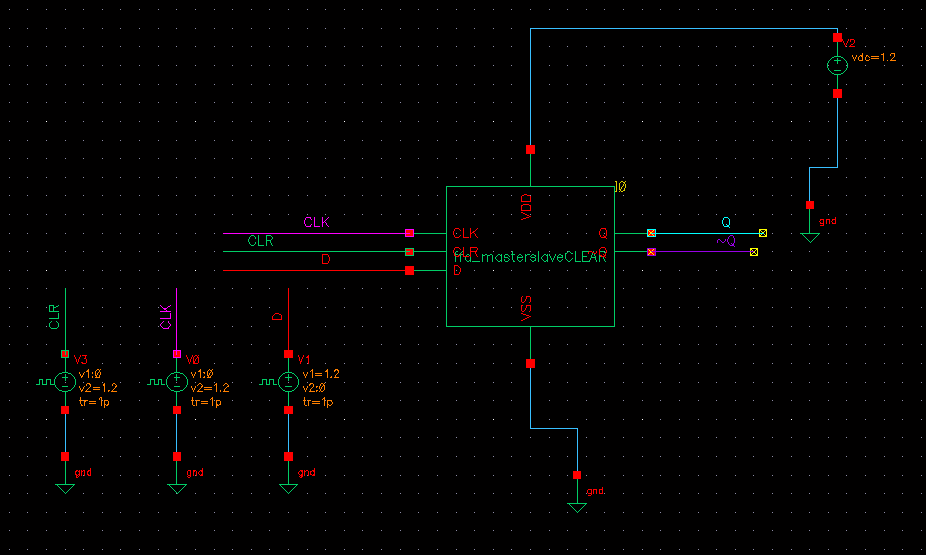 V2
vdc=1.2
I0
VDD
gnd
CLK
CLK
Q
Q
CLR
CLR
~Q
D
D
VSS
CLR
V3
v1:0
v2=1.2
tr=1p
gnd
CLK
V0
v1:0
v2=1.2
tr=1p
gnd
D
V1
v1=1.2
v2:0
tr=1p
gnd
gnd